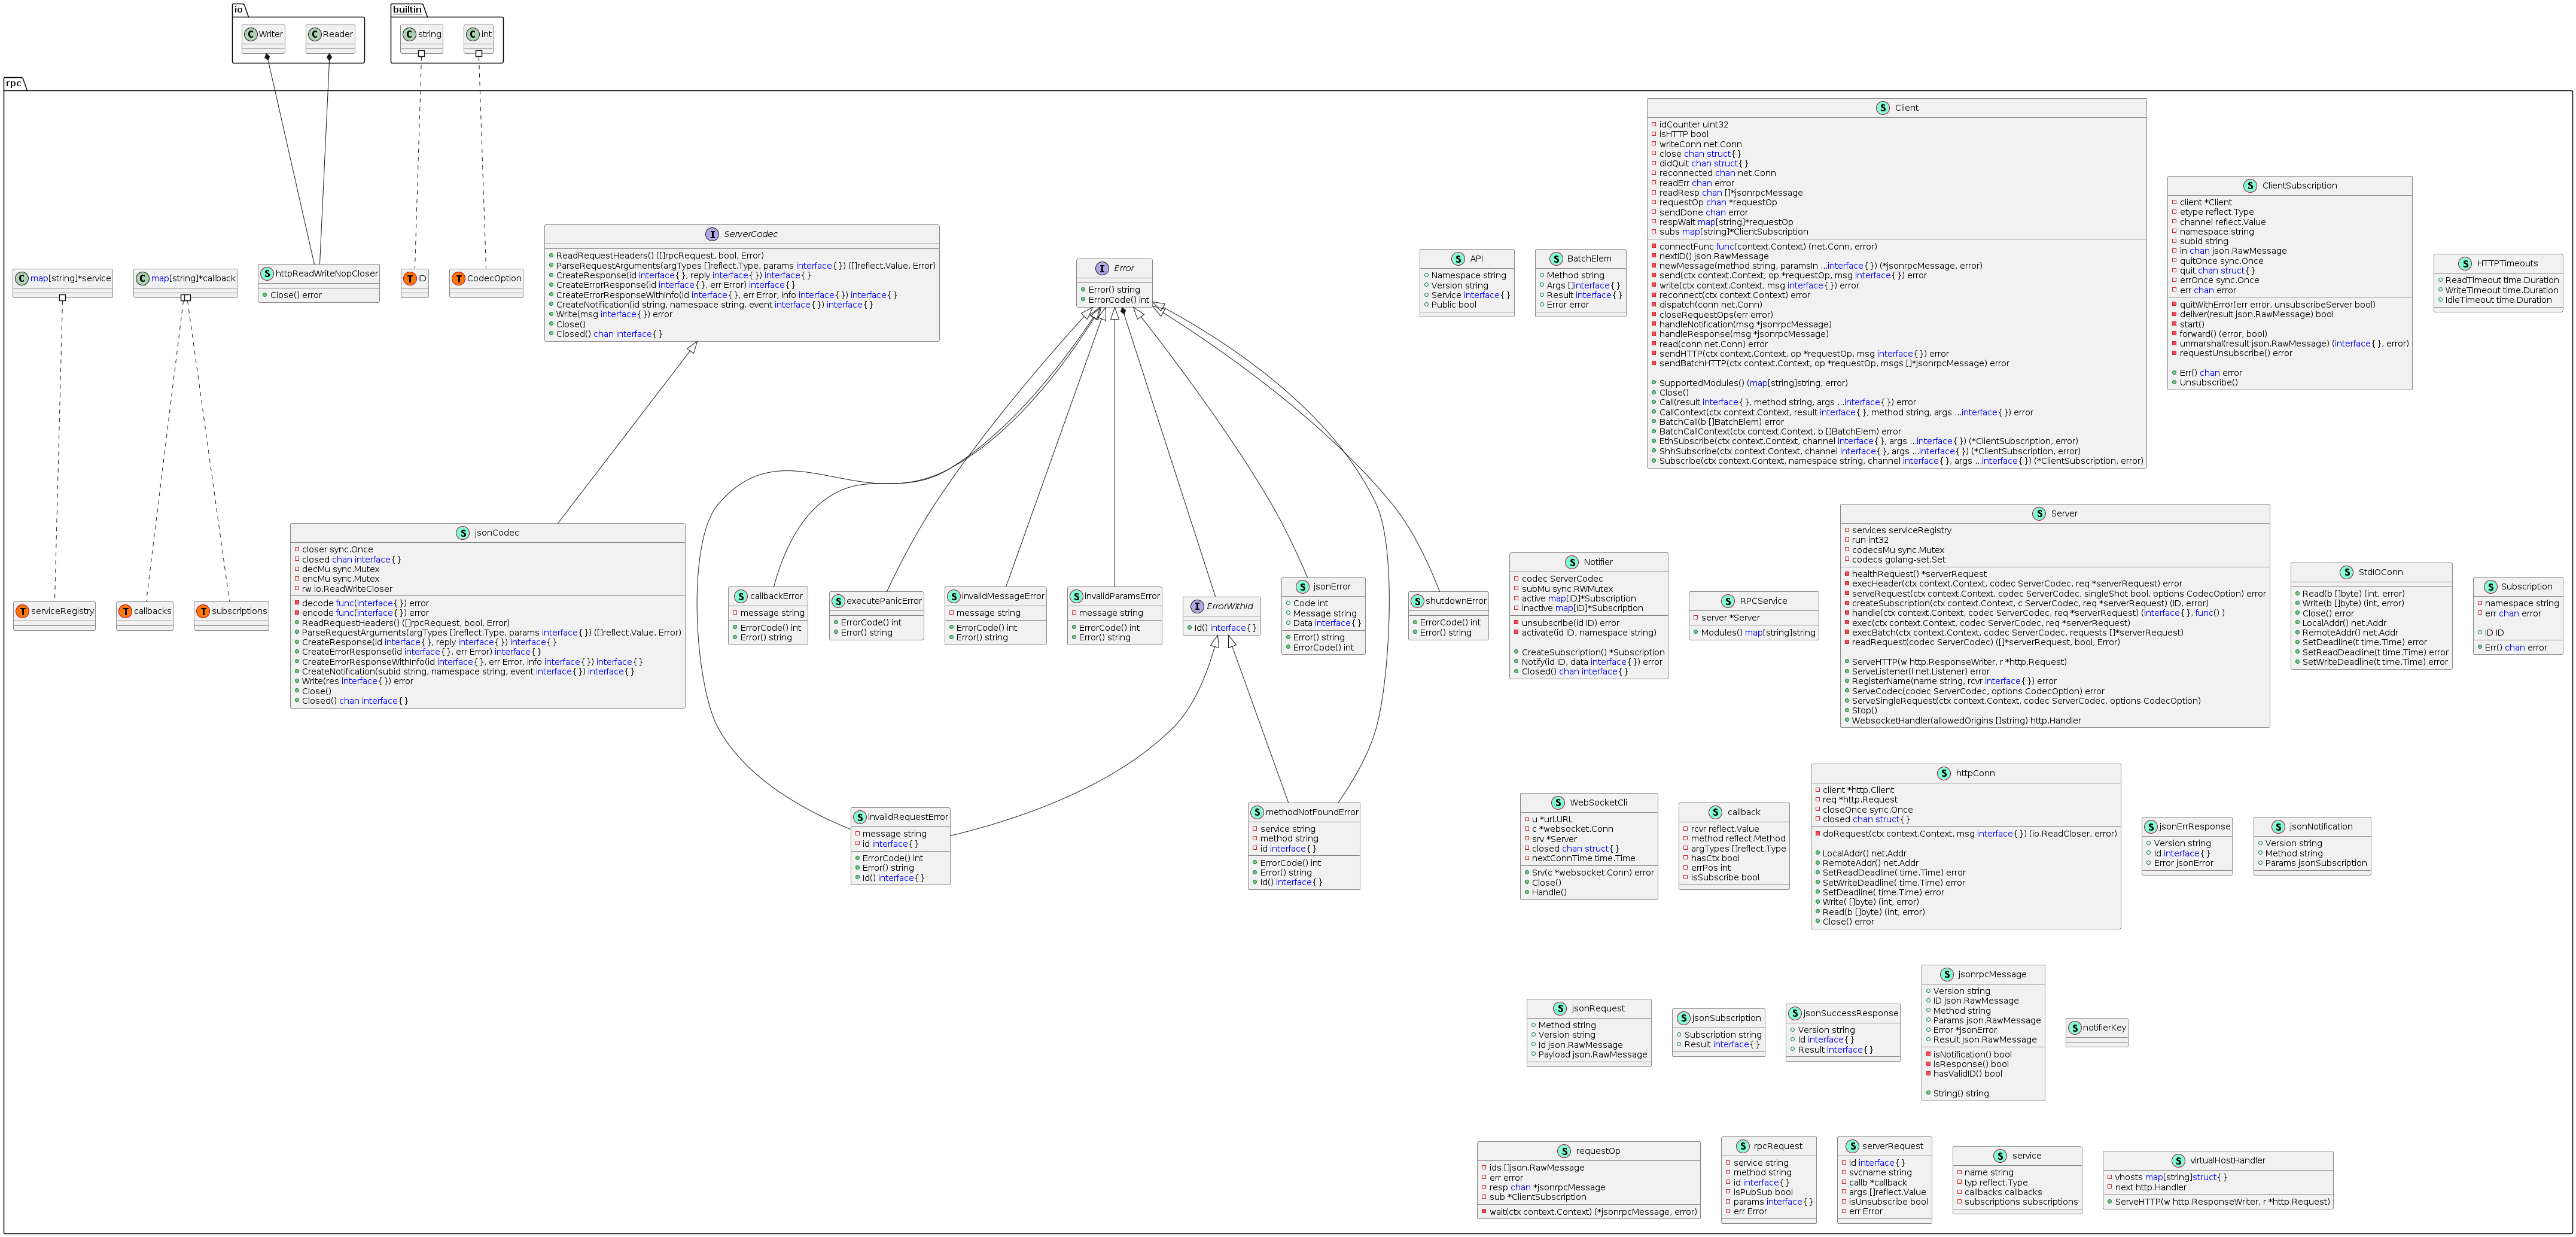 io
C Writer
C Reader
builtin
C string
C int
rpc
C map[string]*service
C map[string]*callback
S httpReadWriteNopCloser
Close() error
T ID
T CodecOption
T serviceRegistry
T callbacks
T subscriptions
I ServerCodec
ReadRequestHeaders() ([]rpcRequest, bool, Error)
ParseRequestArguments(argTypes []reflect.Type, params interface{ }) ([]reflect.Value, Error)
CreateResponse(id interface{ }, reply interface{ }) interface{ }
CreateErrorResponse(id interface{ }, err Error) interface{ }
CreateErrorResponseWithInfo(id interface{ }, err Error, info interface{ }) interface{ }
CreateNotification(id string, namespace string, event interface{ }) interface{ }
Write(msg interface{ }) error
Close()
Closed() chan interface{ }
S jsonCodec
closer sync.Once
closed chan interface{ }
decMu sync.Mutex
encMu sync.Mutex
rw io.ReadWriteCloser
decode func(interface{ }) error
encode func(interface{ }) error
ReadRequestHeaders() ([]rpcRequest, bool, Error)
ParseRequestArguments(argTypes []reflect.Type, params interface{ }) ([]reflect.Value, Error)
CreateResponse(id interface{ }, reply interface{ }) interface{ }
CreateErrorResponse(id interface{ }, err Error) interface{ }
CreateErrorResponseWithInfo(id interface{ }, err Error, info interface{ }) interface{ }
CreateNotification(subid string, namespace string, event interface{ }) interface{ }
Write(res interface{ }) error
Close()
Closed() chan interface{ }
I Error
Error() string
ErrorCode() int
S callbackError
message string
ErrorCode() int
Error() string
S executePanicError
ErrorCode() int
Error() string
S invalidMessageError
message string
ErrorCode() int
Error() string
S invalidParamsError
message string
ErrorCode() int
Error() string
I ErrorWithId
Id() interface{ }
S jsonError
Code int
Message string
Data interface{ }
Error() string
ErrorCode() int
S shutdownError
ErrorCode() int
Error() string
S invalidRequestError
message string
id interface{ }
ErrorCode() int
Error() string
Id() interface{ }
S methodNotFoundError
service string
method string
id interface{ }
ErrorCode() int
Error() string
Id() interface{ }
S API
Namespace string
Version string
Service interface{ }
Public bool
S BatchElem
Method string
Args []interface{ }
Result interface{ }
Error error
S Client
idCounter uint32
isHTTP bool
writeConn net.Conn
close chan struct{ }
didQuit chan struct{ }
reconnected chan net.Conn
readErr chan error
readResp chan []*jsonrpcMessage
requestOp chan *requestOp
sendDone chan error
respWait map[string]*requestOp
subs map[string]*ClientSubscription
connectFunc func(context.Context) (net.Conn, error)
nextID() json.RawMessage
newMessage(method string, paramsIn ...interface{ }) (*jsonrpcMessage, error)
send(ctx context.Context, op *requestOp, msg interface{ }) error
write(ctx context.Context, msg interface{ }) error
reconnect(ctx context.Context) error
dispatch(conn net.Conn)
closeRequestOps(err error)
handleNotification(msg *jsonrpcMessage)
handleResponse(msg *jsonrpcMessage)
read(conn net.Conn) error
sendHTTP(ctx context.Context, op *requestOp, msg interface{ }) error
sendBatchHTTP(ctx context.Context, op *requestOp, msgs []*jsonrpcMessage) error
SupportedModules() (map[string]string, error)
Close()
Call(result interface{ }, method string, args ...interface{ }) error
CallContext(ctx context.Context, result interface{ }, method string, args ...interface{ }) error
BatchCall(b []BatchElem) error
BatchCallContext(ctx context.Context, b []BatchElem) error
EthSubscribe(ctx context.Context, channel interface{ }, args ...interface{ }) (*ClientSubscription, error)
ShhSubscribe(ctx context.Context, channel interface{ }, args ...interface{ }) (*ClientSubscription, error)
Subscribe(ctx context.Context, namespace string, channel interface{ }, args ...interface{ }) (*ClientSubscription, error)
S ClientSubscription
client *Client
etype reflect.Type
channel reflect.Value
namespace string
subid string
in chan json.RawMessage
quitOnce sync.Once
quit chan struct{ }
errOnce sync.Once
err chan error
quitWithError(err error, unsubscribeServer bool)
deliver(result json.RawMessage) bool
start()
forward() (error, bool)
unmarshal(result json.RawMessage) (interface{ }, error)
requestUnsubscribe() error
Err() chan error
Unsubscribe()
S HTTPTimeouts
ReadTimeout time.Duration
WriteTimeout time.Duration
IdleTimeout time.Duration
S Notifier
codec ServerCodec
subMu sync.RWMutex
active map[ID]*Subscription
inactive map[ID]*Subscription
unsubscribe(id ID) error
activate(id ID, namespace string)
CreateSubscription() *Subscription
Notify(id ID, data interface{ }) error
Closed() chan interface{ }
S RPCService
server *Server
Modules() map[string]string
S Server
services serviceRegistry
run int32
codecsMu sync.Mutex
codecs golang-set.Set
healthRequest() *serverRequest
execHeader(ctx context.Context, codec ServerCodec, req *serverRequest) error
serveRequest(ctx context.Context, codec ServerCodec, singleShot bool, options CodecOption) error
createSubscription(ctx context.Context, c ServerCodec, req *serverRequest) (ID, error)
handle(ctx context.Context, codec ServerCodec, req *serverRequest) (interface{ }, func() )
exec(ctx context.Context, codec ServerCodec, req *serverRequest)
execBatch(ctx context.Context, codec ServerCodec, requests []*serverRequest)
readRequest(codec ServerCodec) ([]*serverRequest, bool, Error)
ServeHTTP(w http.ResponseWriter, r *http.Request)
ServeListener(l net.Listener) error
RegisterName(name string, rcvr interface{ }) error
ServeCodec(codec ServerCodec, options CodecOption) error
ServeSingleRequest(ctx context.Context, codec ServerCodec, options CodecOption)
Stop()
WebsocketHandler(allowedOrigins []string) http.Handler
S StdIOConn
Read(b []byte) (int, error)
Write(b []byte) (int, error)
Close() error
LocalAddr() net.Addr
RemoteAddr() net.Addr
SetDeadline(t time.Time) error
SetReadDeadline(t time.Time) error
SetWriteDeadline(t time.Time) error
S Subscription
namespace string
err chan error
ID ID
Err() chan error
S WebSocketCli
u *url.URL
c *websocket.Conn
srv *Server
closed chan struct{ }
nextConnTime time.Time
Srv(c *websocket.Conn) error
Close()
Handle()
S callback
rcvr reflect.Value
method reflect.Method
argTypes []reflect.Type
hasCtx bool
errPos int
isSubscribe bool
S httpConn
client *http.Client
req *http.Request
closeOnce sync.Once
closed chan struct{ }
doRequest(ctx context.Context, msg interface{ }) (io.ReadCloser, error)
LocalAddr() net.Addr
RemoteAddr() net.Addr
SetReadDeadline( time.Time) error
SetWriteDeadline( time.Time) error
SetDeadline( time.Time) error
Write( []byte) (int, error)
Read(b []byte) (int, error)
Close() error
S jsonErrResponse
Version string
Id interface{ }
Error jsonError
S jsonNotification
Version string
Method string
Params jsonSubscription
S jsonRequest
Method string
Version string
Id json.RawMessage
Payload json.RawMessage
S jsonSubscription
Subscription string
Result interface{ }
S jsonSuccessResponse
Version string
Id interface{ }
Result interface{ }
S jsonrpcMessage
Version string
ID json.RawMessage
Method string
Params json.RawMessage
Error *jsonError
Result json.RawMessage
isNotification() bool
isResponse() bool
hasValidID() bool
String() string
S notifierKey
S requestOp
ids []json.RawMessage
err error
resp chan *jsonrpcMessage
sub *ClientSubscription
wait(ctx context.Context) (*jsonrpcMessage, error)
S rpcRequest
service string
method string
id interface{ }
isPubSub bool
params interface{ }
err Error
S serverRequest
id interface{ }
svcname string
callb *callback
args []reflect.Value
isUnsubscribe bool
err Error
S service
name string
typ reflect.Type
callbacks callbacks
subscriptions subscriptions
S virtualHostHandler
vhosts map[string]struct{ }
next http.Handler
ServeHTTP(w http.ResponseWriter, r *http.Request)